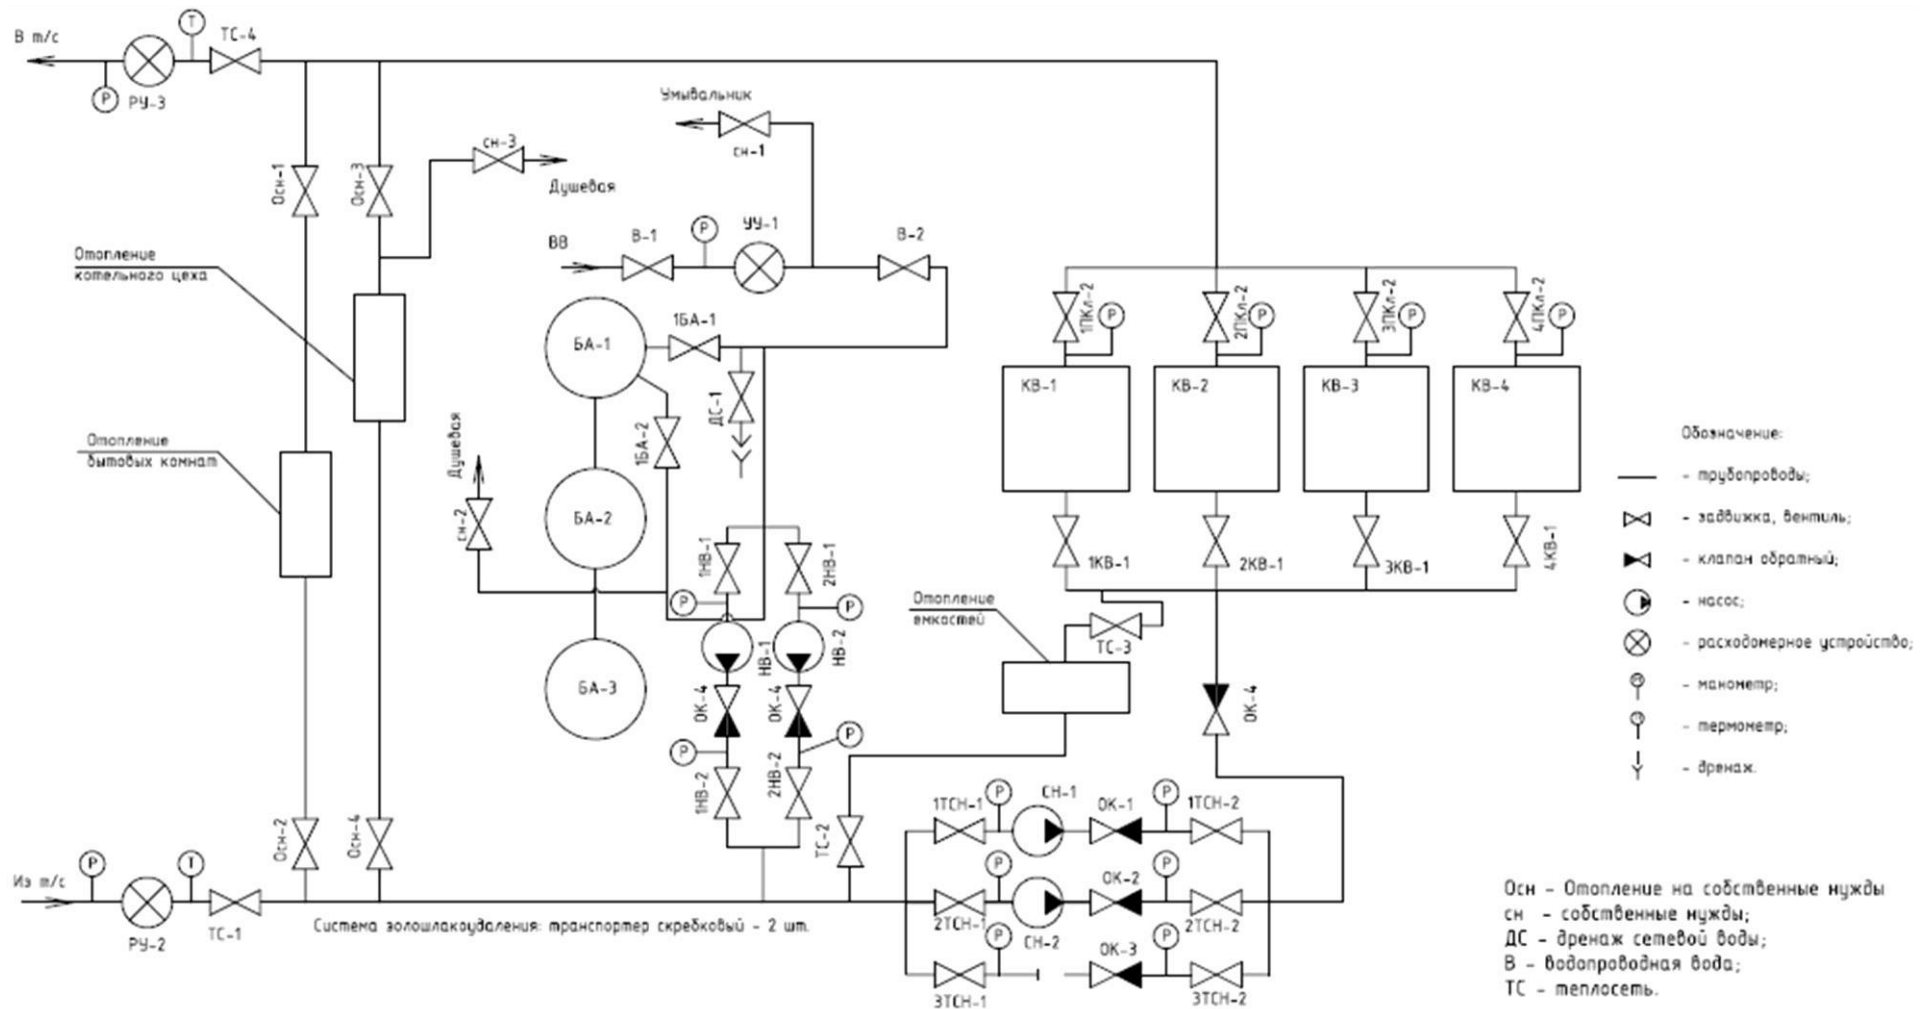 В т/с
Т
ТС-4
Р
РУ-3
Умывальник
сн-1
сн-3
Душевая
Осн-1
Осн-3
ВВ
В-1
Р
УУ-1
В-2
Отопление
котельного цеха
1ПКл-2
Р
2ПКл-2
Р
3ПКл-2
Р
4ПКл-2
Р
БА-1
1БА-1
ДС-1
1БА-2
КВ-1
КВ-2
КВ-3
КВ-4
Отопление
бытовых комнат
Душевая
сн-2
БА-2
БА-3
1НВ-1
2НВ-1
Р
Р
НВ-1
НВ-2
ОК-4
ОК-4
Р
Р
1НВ-2
2НВ-2
1КВ-1
2КВ-1
3КВ-1
4КВ-1
Отопление
емкостей
ТС-3
ОК-4
ТС-2
Обозначение:
- трубопроводы;
- задвижка, вентиль;
- клапан обратный;
- насос;
- расходомерное устройство;
- манометр;
- термометр;
- дренаж.
1ТСН-1
Р
СН-1
ОК-1
Р
1ТСН-2
2ТСН-1
Р
СН-2
ОК-2
Р
2ТСН-2
3ТСН-1
Р
ОК-3
Р
3ТСН-2
Осн-2
Осн-4
Из т/с
Р
Т
РУ-2
ТС-1
Система золошлакоудаления: транспортер скребковый - 2 шт.
Осн - Отопление на собственные нужды
сн - собственные нужды;
ДС - дренаж сетевой воды;
В - водопроводная вода;
ТС - теплосеть.